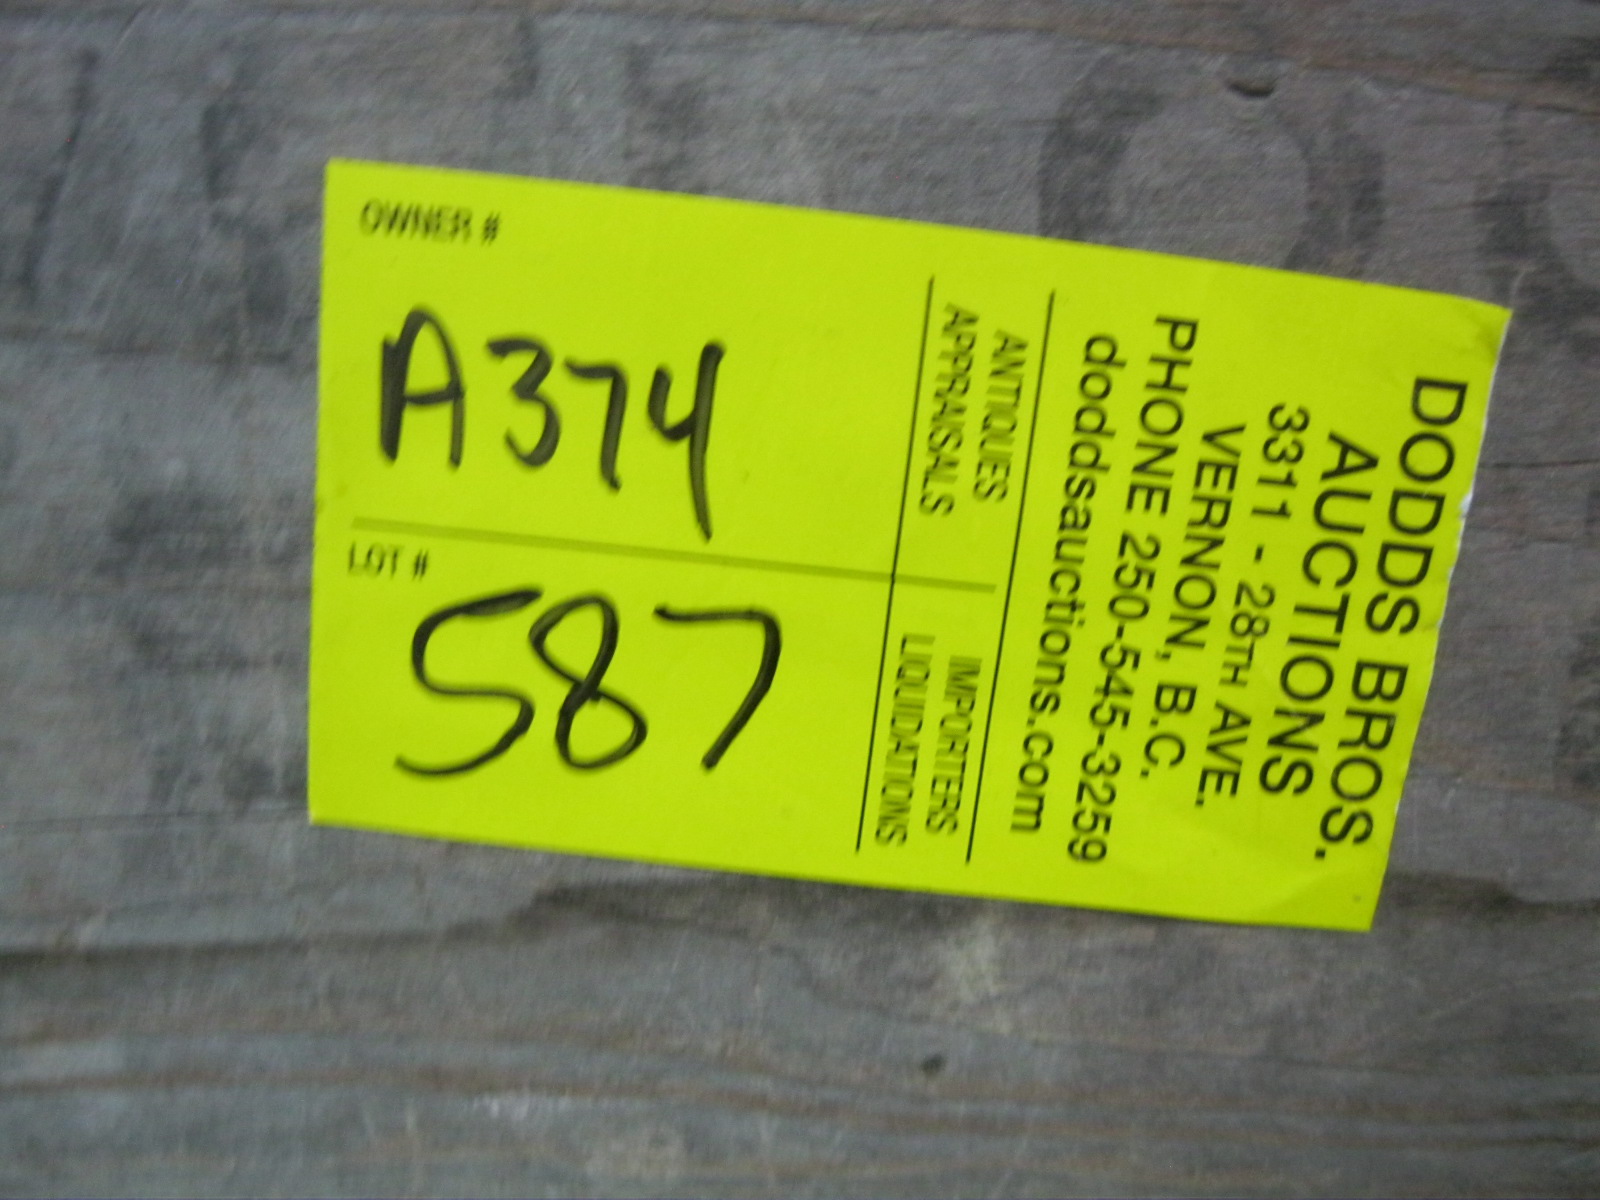 DODDS BROS.
AUCTIONS
3311 - 28TH AVE.
VERNON, B.C.
PHONE 250-545-3259
doddsauctions.com
ANTIQUES
APPRAISALS
IMPORTERS
LIQUIDATIONS
OWNER #
A374
LOT #
587